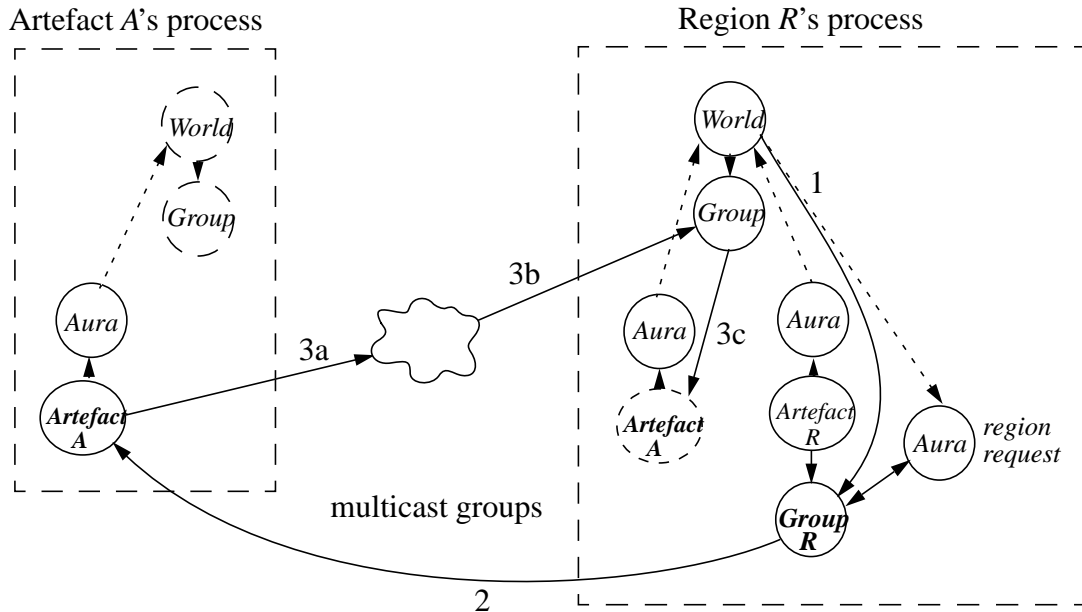 Artefact A's process
Region R's process
World
Group
Aura
Artefact
A
3a
3b
multicast groups
2
World
Group
1
Aura
3c
Aura
Artefact
A
Artefact
R
Aura
region
request
Group
R